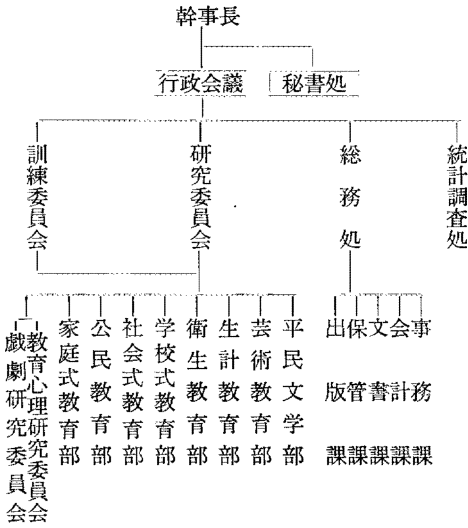 幹事長
行政会議
秘書処
訓練委員会
研究委員会
総務処
統計調査処
戯劇研究委員会
教育心理研究委員会
家庭式教育部
公民教育部
社会式教育部
学校式教育部
衛生教育部
生計教育部
芸術教育部
平民文学部
出版課
保管課
文書課
会計課
事務課